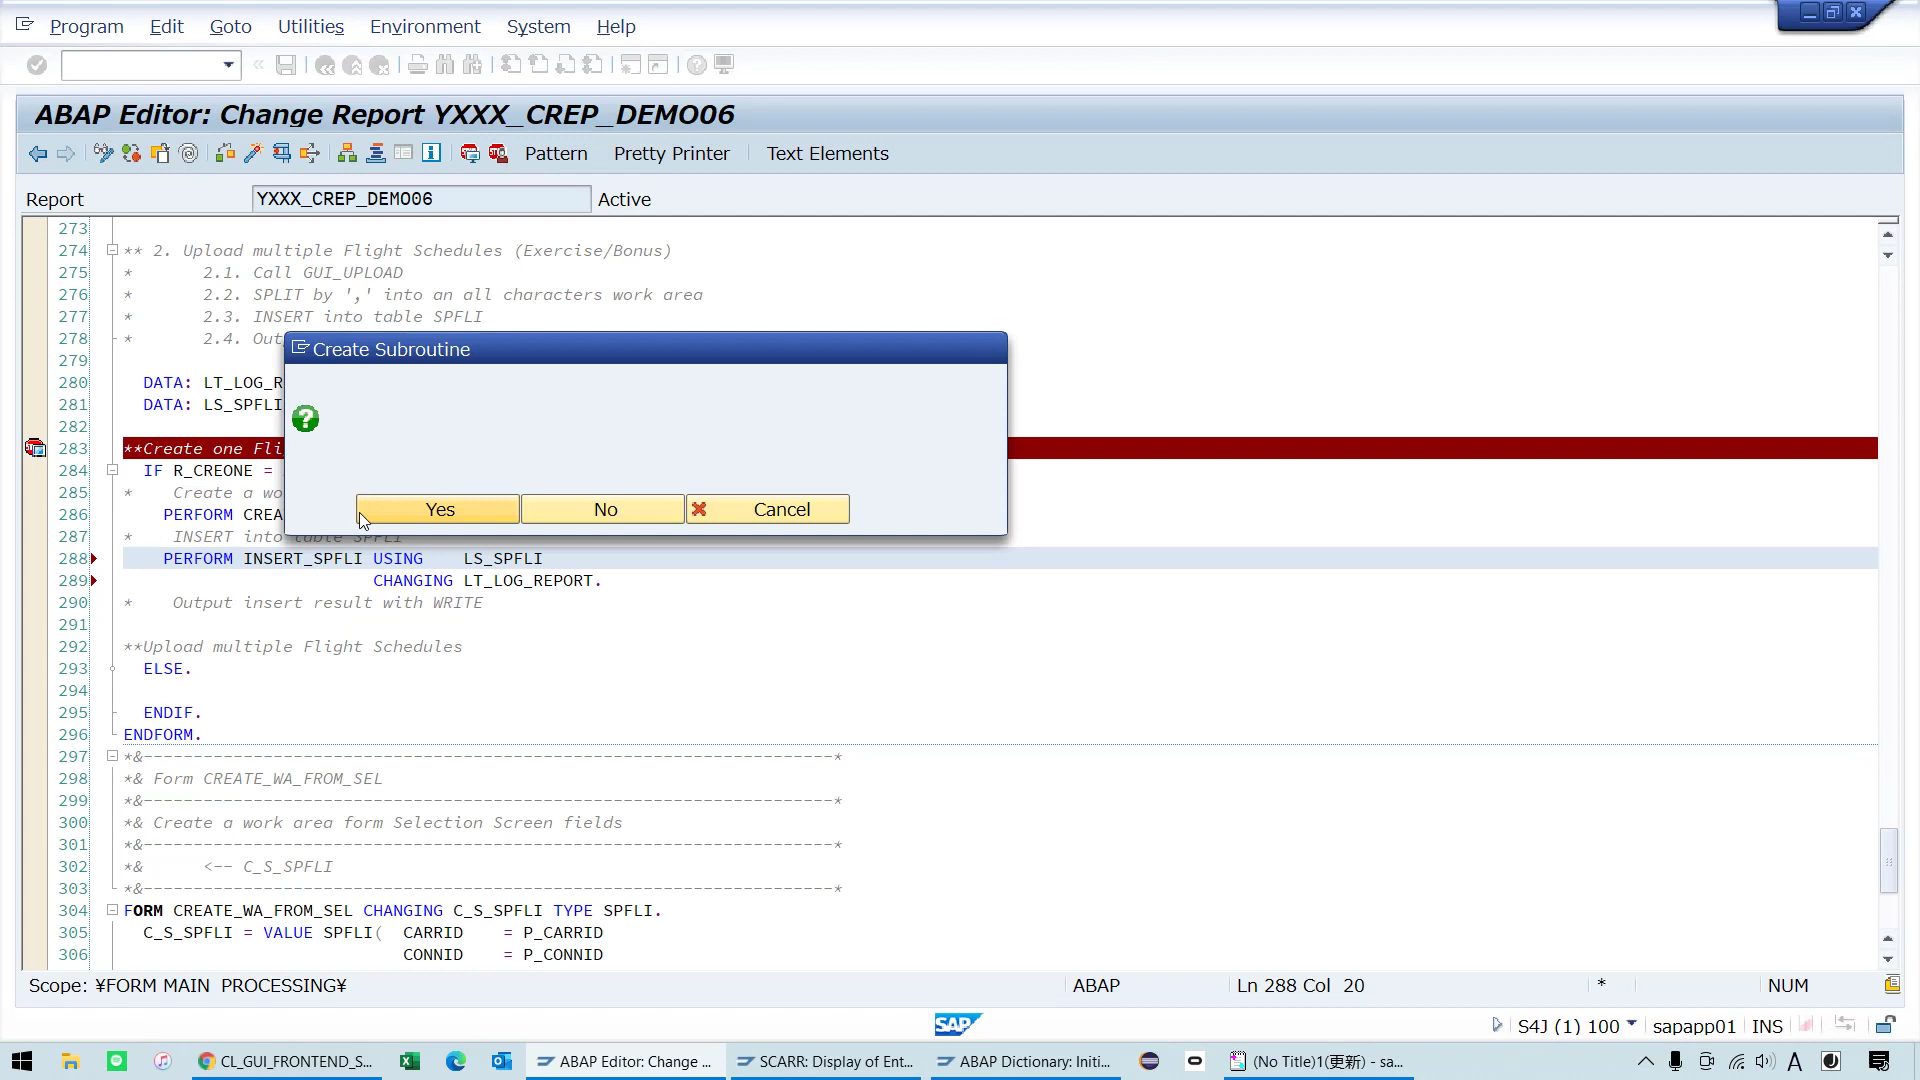 Program Edit Goto Utilities Environment System Help
ABAP Editor: Change Report YXXX_CREP_DEMO06
Pattern Pretty Printer Text Elements
Report YXXX_CREP_DEMO06 Active
273
274 ** 2. Upload multiple Flight Schedules (Exercise/Bonus)
275 * 2.1. Call GUI_UPLOAD
276 * 2.2. SPLIT by ',' into an all characters work area
277 * 2.3. INSERT into table SPFLI
278 * 2.4. Out
279
280 DATA: LT_LOG_R
281 DATA: LS_SPFLI
282
283 **Create one Fli
284 IF R_CREONE =
285 * Create a wo
286 PERFORM CREA
287 * INSERT into table SPFLI
288 PERFORM INSERT_SPFLI USING LS_SPFLI
289 CHANGING LT_LOG_REPORT.
290 * Output insert result with WRITE
291
292 **Upload multiple Flight Schedules
293 ELSE.
294
295 ENDIF.
296 ENDFORM.
297 *&---------------------------------------------------------------------*
298 *& Form CREATE_WA_FROM_SEL
299 *&---------------------------------------------------------------------*
300 *& Create a work area form Selection Screen fields
301 *&---------------------------------------------------------------------*
302 *& <-- C_S_SPFLI
303 *&---------------------------------------------------------------------*
304 FORM CREATE_WA_FROM_SEL CHANGING C_S_SPFLI TYPE SPFLI.
305 C_S_SPFLI = VALUE SPFLI( CARRID = P_CARRID
306 CONNID = P_CONNID
Create Subroutine
Yes No Cancel
Scope: ¥FORM MAIN_PROCESSING¥ ABAP Ln 288 Col 20 * NUM
SAP
S4J (1) 100 sapapp01 INS
CL_GUI_FRONTEND_S... ABAP Editor: Change ... SCARR: Display of Ent... ABAP Dictionary: Initi... (No Title)1(更新) - sa... A